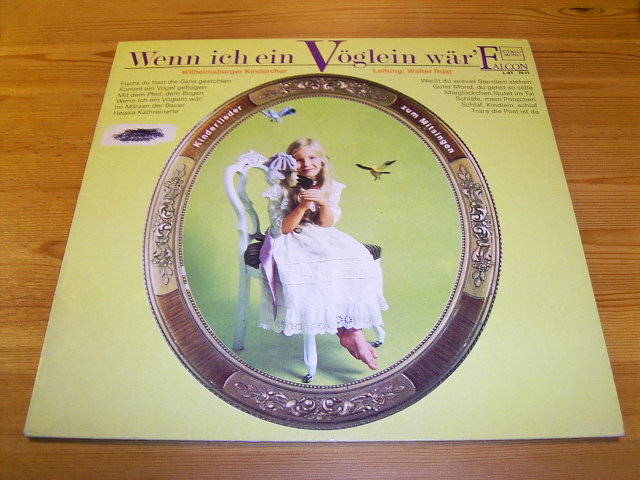 Wenn ich ein Vöglein wär'
FALCON
STEREO
MONO
Wilhelmsburger Kinderchor
Leitung: Walter Rust
Fuchs du hast die Gans gestohlen
Kommt ein Vogel geflogen
Mit dem Pfeil, dem Bogen
Wenn ich ein Vöglein wär'
Im Märzen der Bauer
Heissa Kathreinerle
Weißt du wieviel Sternlein stehen
Guter Mond, du gehst so stille
Maiglöckchen läutet im Tal
Schlafe, mein Prinzchen
Schlaf, Kindlein, schlaf
Trara die Post ist da
Kinderlieder zum Mitsingen